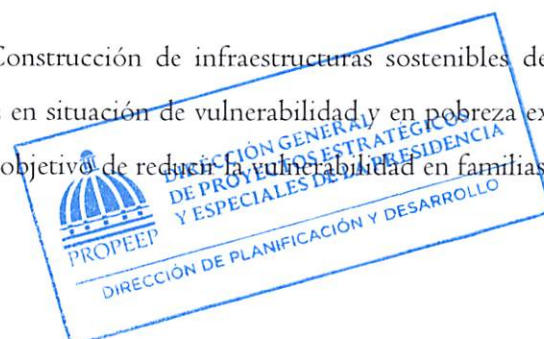 Construcción de infraestructuras sostenibles de
en situación de vulnerabilidad y en pobreza ex
objetivo de reducir la vulnerabilidad en familias
DIRECCIÓN GENERAL
DE PROYECTOS ESTRATÉGICOS
Y ESPECIALES DE LA PRESIDENCIA
PROPEEP
DIRECCIÓN DE PLANIFICACIÓN Y DESARROLLO